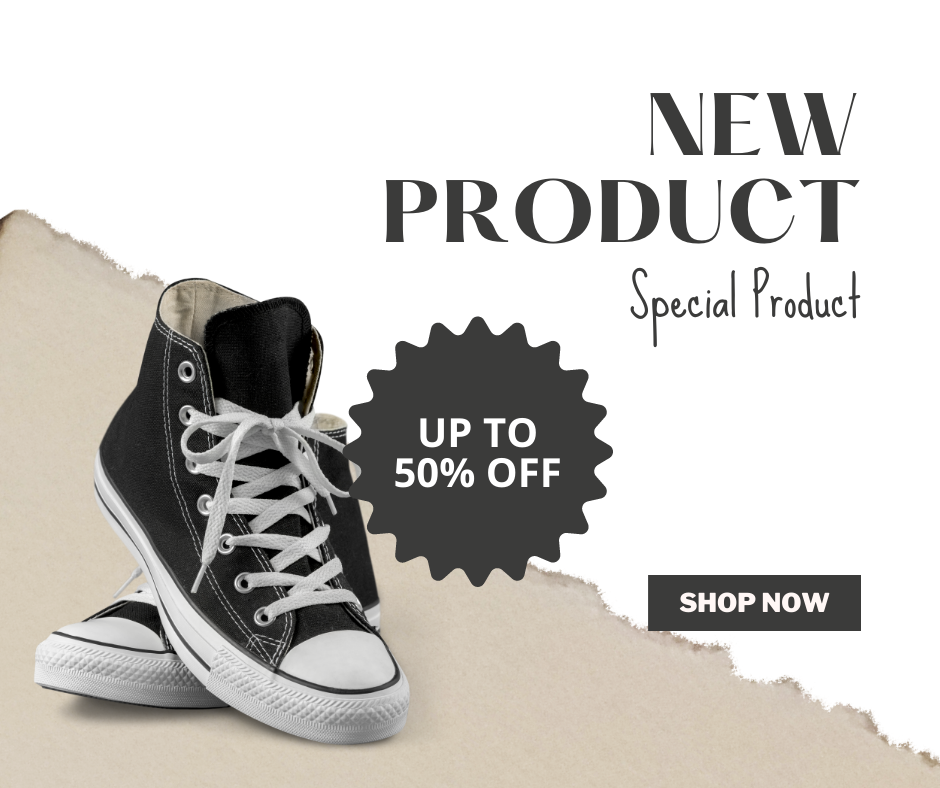 NEW
PRODUCT
Special Product
UP TO
50% OFF
SHOP NOW